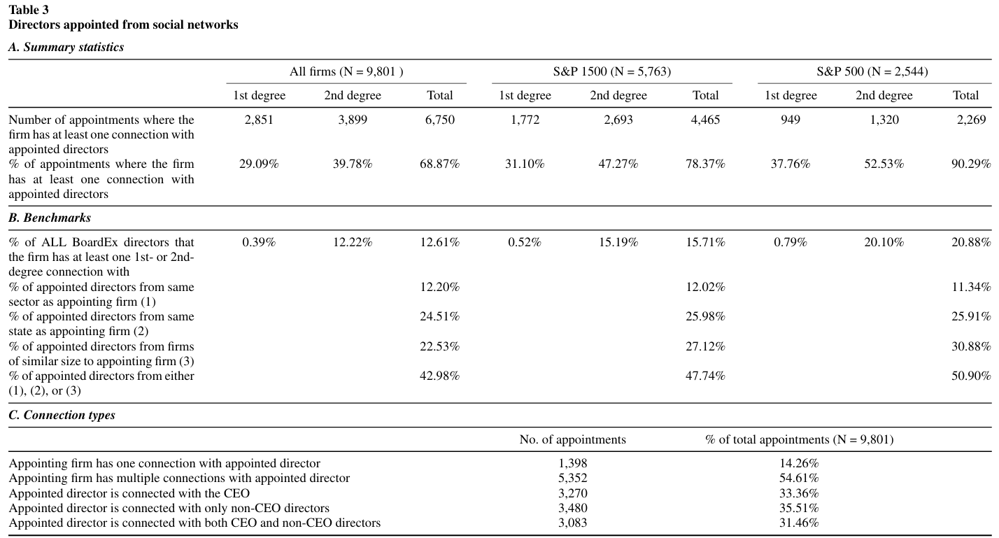 Table 3
Directors appointed from social networks
A. Summary statistics
All firms (N = 9,801 ) S&P 1500 (N = 5,763) S&P 500 (N = 2,544)
1st degree 2nd degree Total 1st degree 2nd degree Total 1st degree 2nd degree Total
Number of appointments where the 2,851 3,899 6,750 1,772 2,693 4,465 949 1,320 2,269
firm has at least one connection with
appointed directors
% of appointments where the firm 29.09% 39.78% 68.87% 31.10% 47.27% 78.37% 37.76% 52.53% 90.29%
has at least one connection with
appointed directors
B. Benchmarks
% of ALL BoardEx directors that 0.39% 12.22% 12.61% 0.52% 15.19% 15.71% 0.79% 20.10% 20.88%
the firm has at least one 1st- or 2nd-
degree connection with
% of appointed directors from same 12.20% 12.02% 11.34%
sector as appointing firm (1)
% of appointed directors from same 24.51% 25.98% 25.91%
state as appointing firm (2)
% of appointed directors from firms 22.53% 27.12% 30.88%
of similar size to appointing firm (3)
% of appointed directors from either 42.98% 47.74% 50.90%
(1), (2), or (3)
C. Connection types
No. of appointments % of total appointments (N = 9,801)
Appointing firm has one connection with appointed director 1,398 14.26%
Appointing firm has multiple connections with appointed director 5,352 54.61%
Appointed director is connected with the CEO 3,270 33.36%
Appointed director is connected with only non-CEO directors 3,480 35.51%
Appointed director is connected with both CEO and non-CEO directors 3,083 31.46%